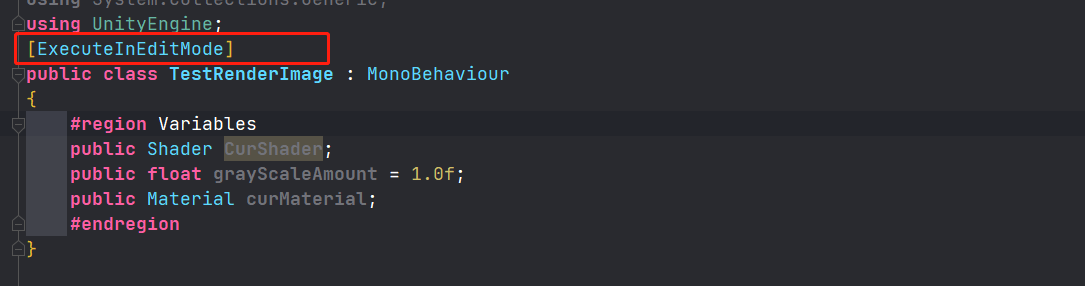 using System.Collections.Generic;
using UnityEngine;
[ExecuteInEditMode]
public class TestRenderImage : MonoBehaviour
{
#region Variables
public Shader CurShader;
public float grayScaleAmount = 1.0f;
public Material curMaterial;
#endregion
}